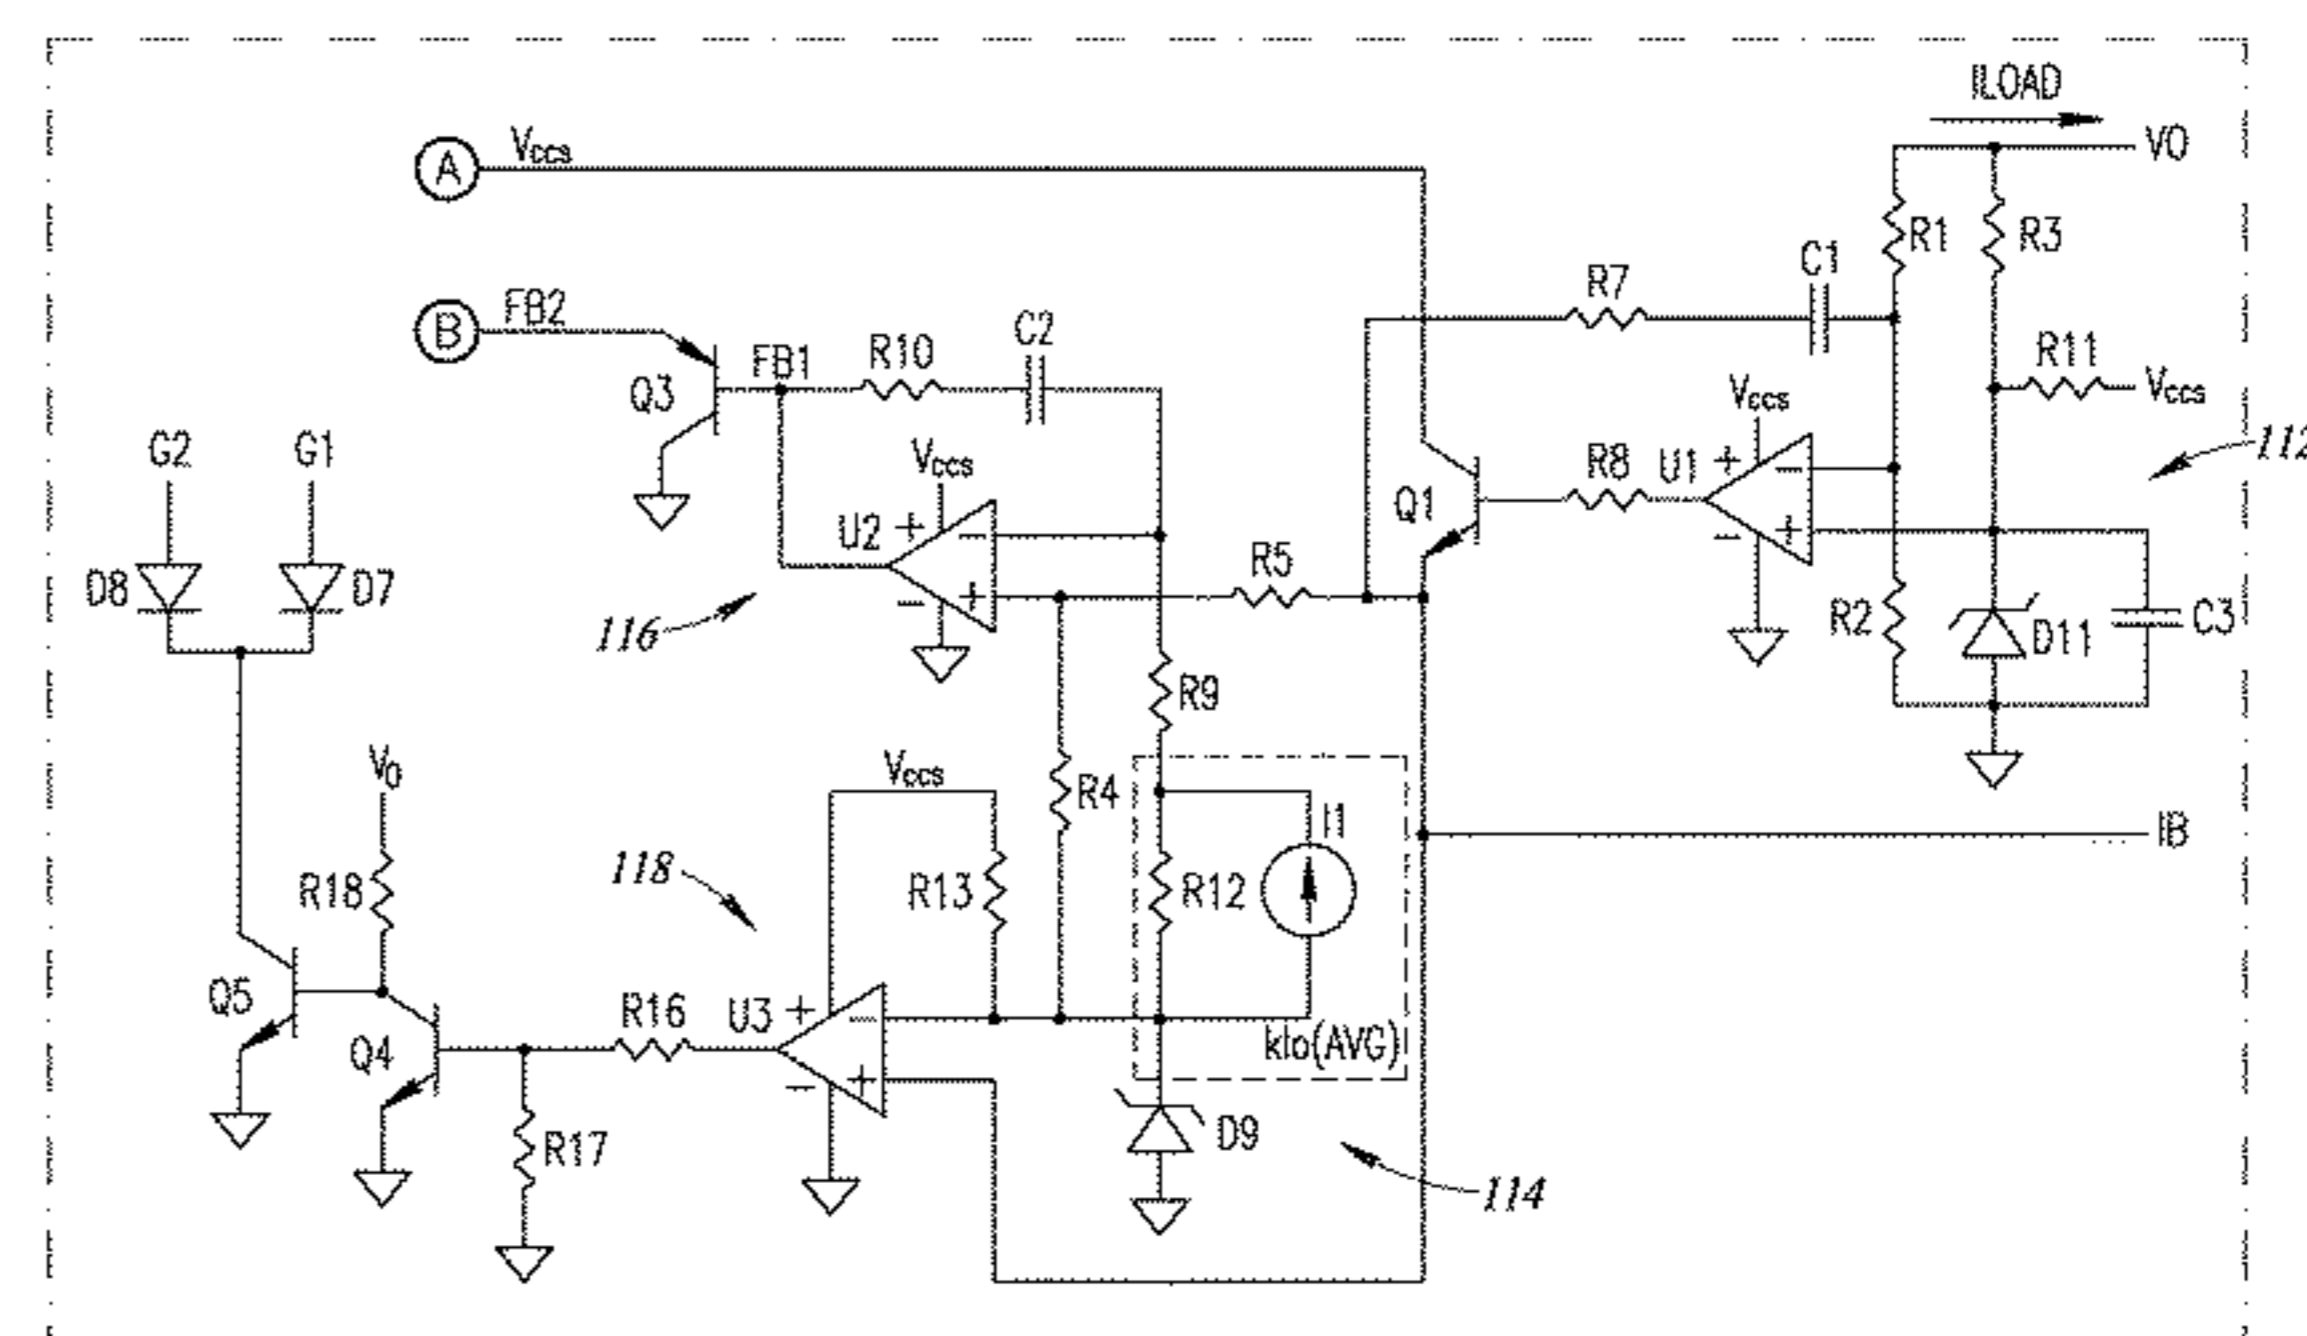 ILOAD
A
Vccs
VO
R1
R3
C1
R7
B
FB2
C2
FB1
R10
R11
Q3
Vccs
Vccs
G2
G1
Vccs
R8
U1
+
−
112
Q1
U2
+
−
+
−
R5
D8
D7
−
+
116
R2
D11
C3
R9
V0
Vccs
R4
I1
IB
118
R18
R13
R12
Q5
R16
U3
+
−
kIo(AVG)
Q4
−
+
D9
R17
114